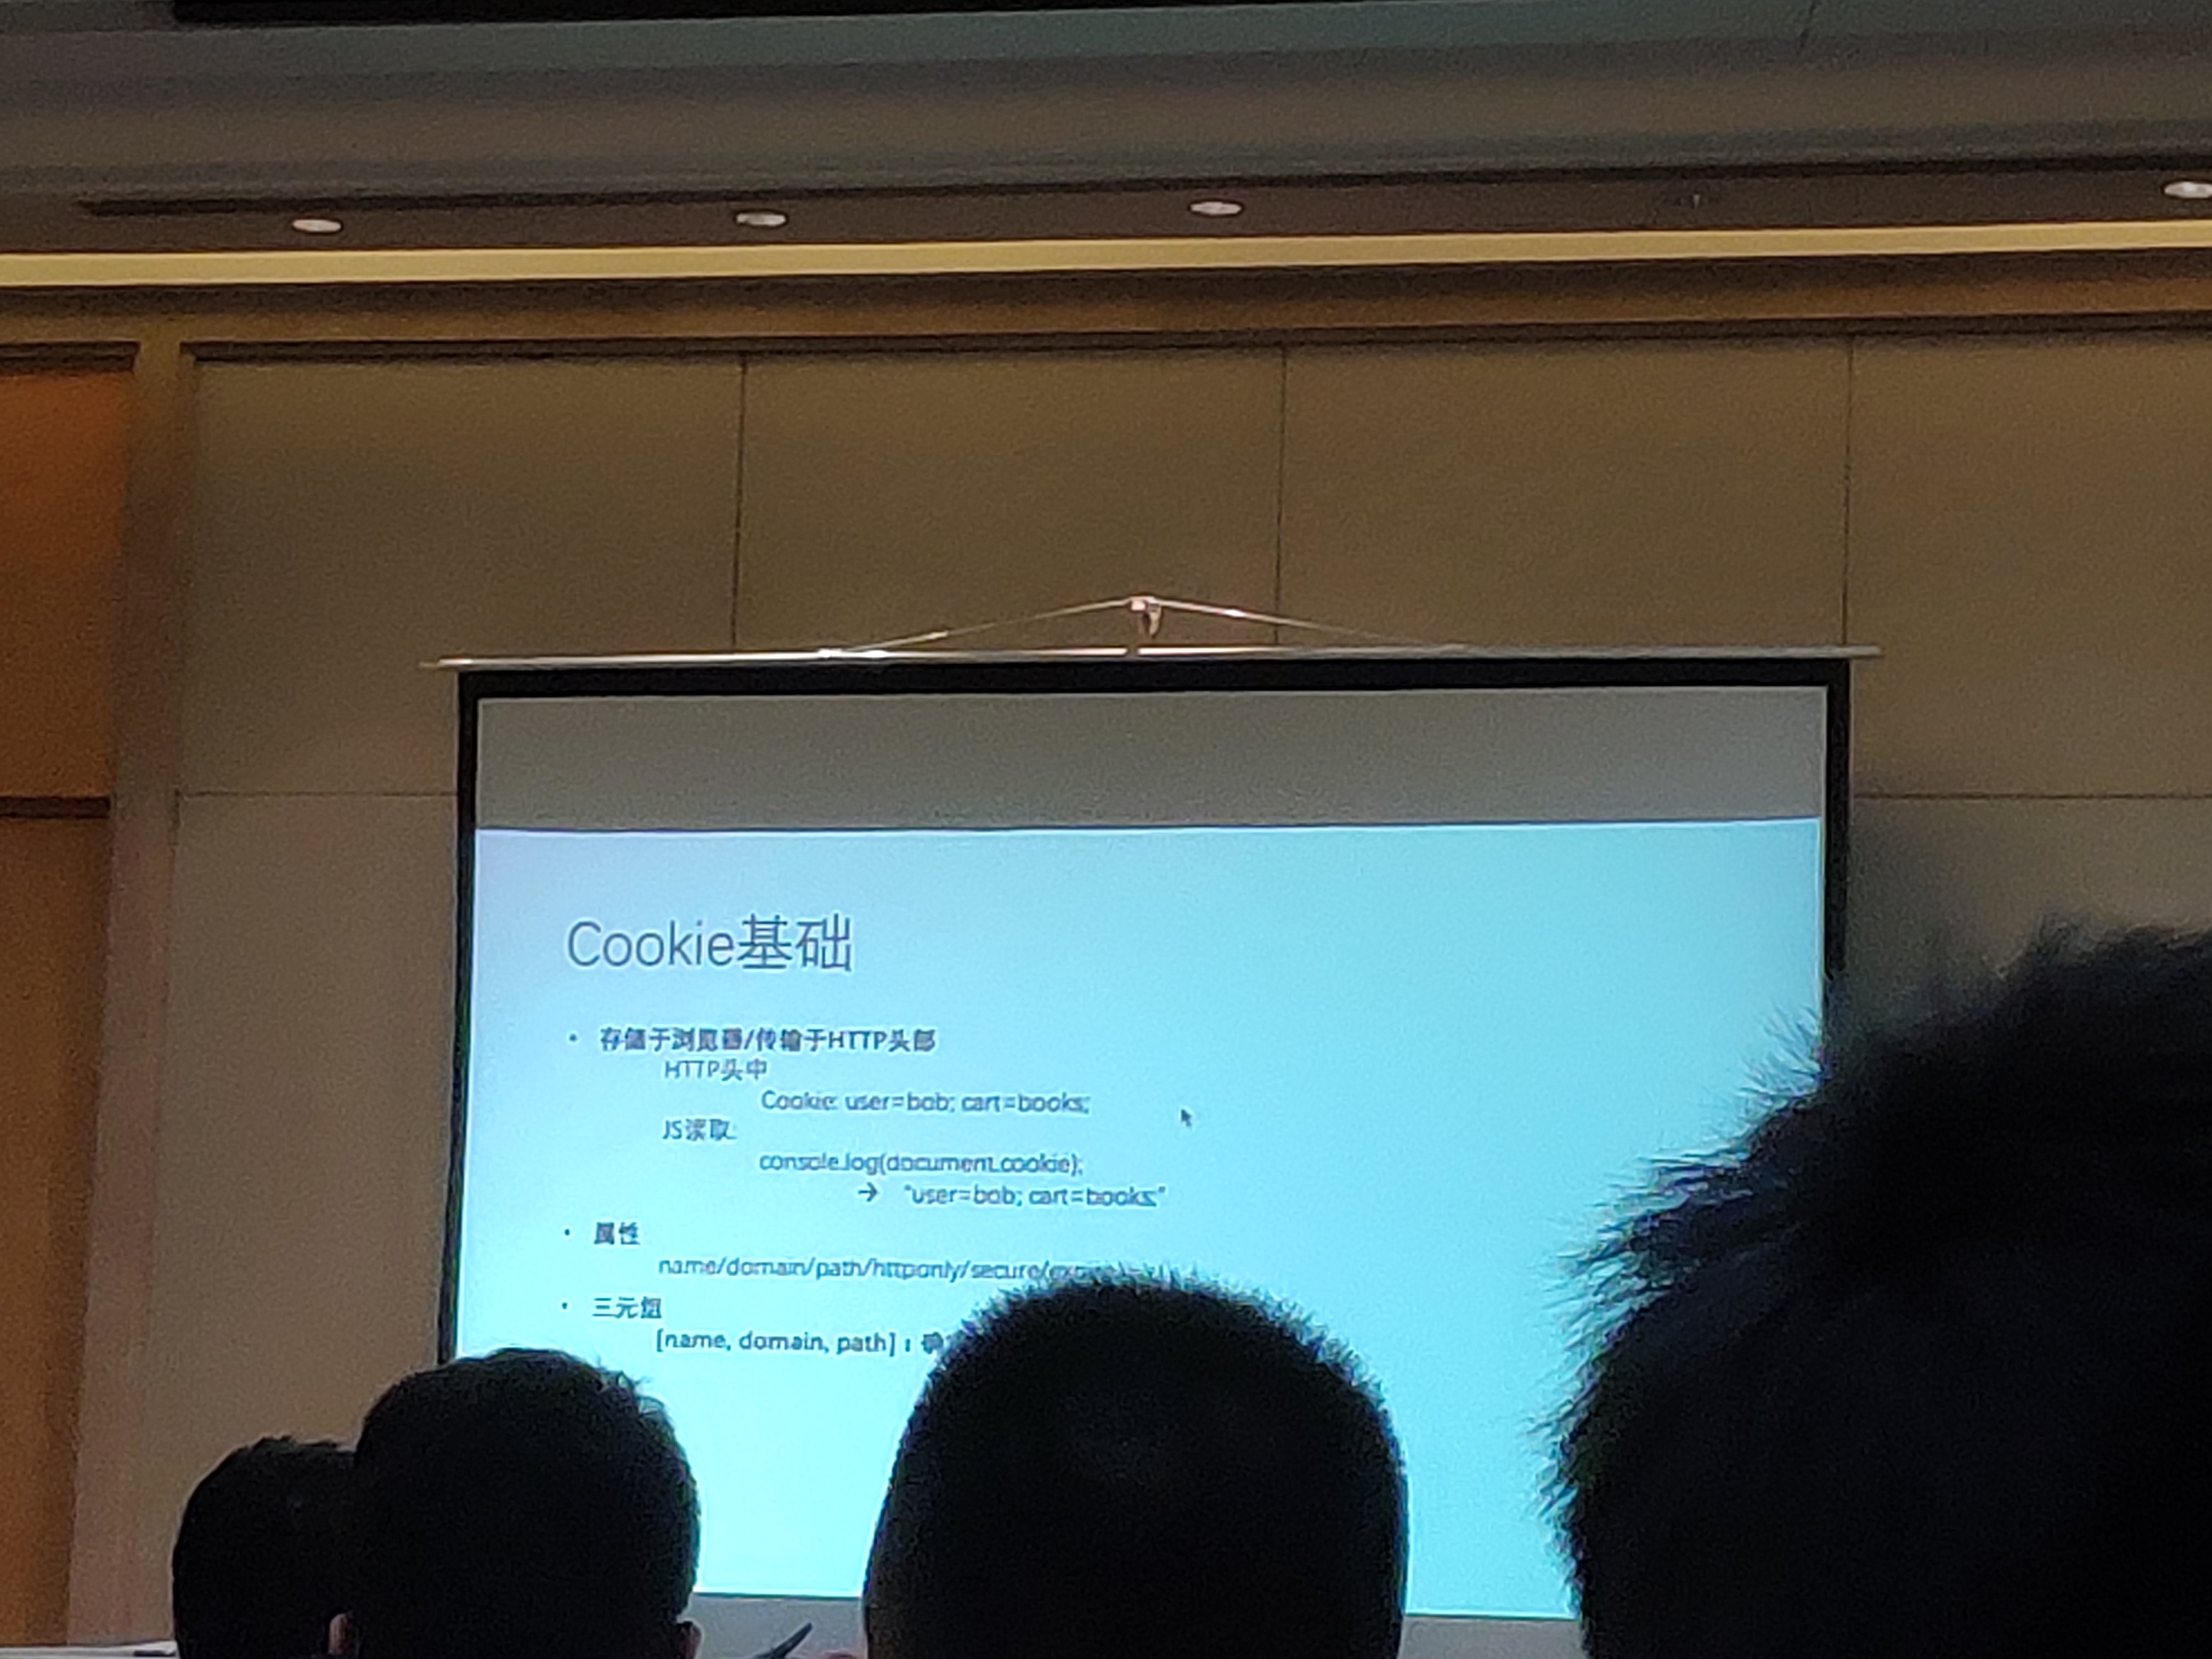 Cookie基础
• 存储于浏览器/传输于HTTP头部
HTTP头中
Cookie: user=bob; cart=books;
JS读取:
console.log(document.cookie);
→ "user=bob; cart=books;"
• 属性
name/domain/path/httponly/secure/
• 三元组
[name, domain, path]: